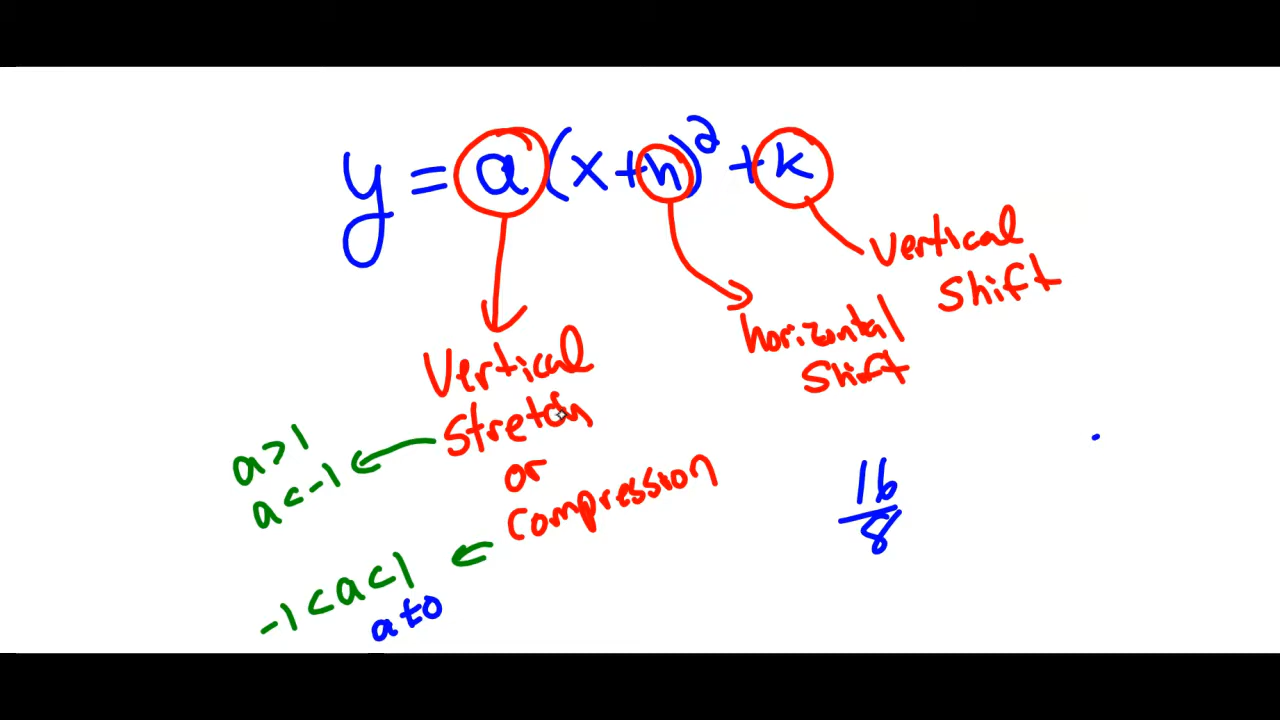 y = a(x+h)² + k
Vertical
Shift
horizontal
Shift
Vertical
Stretch
or
Compression
a>1
a<-1
-1<a<1
a≠0
16
8